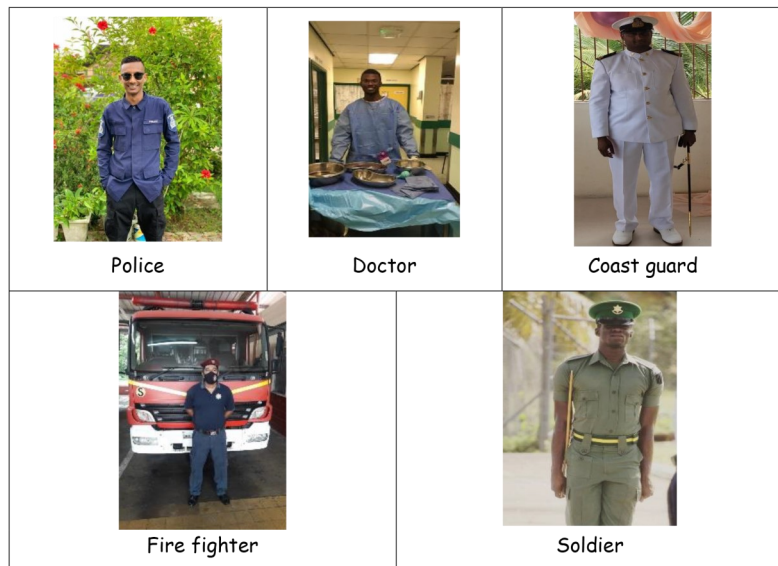 Police
Doctor
Coast guard
Fire fighter
Soldier